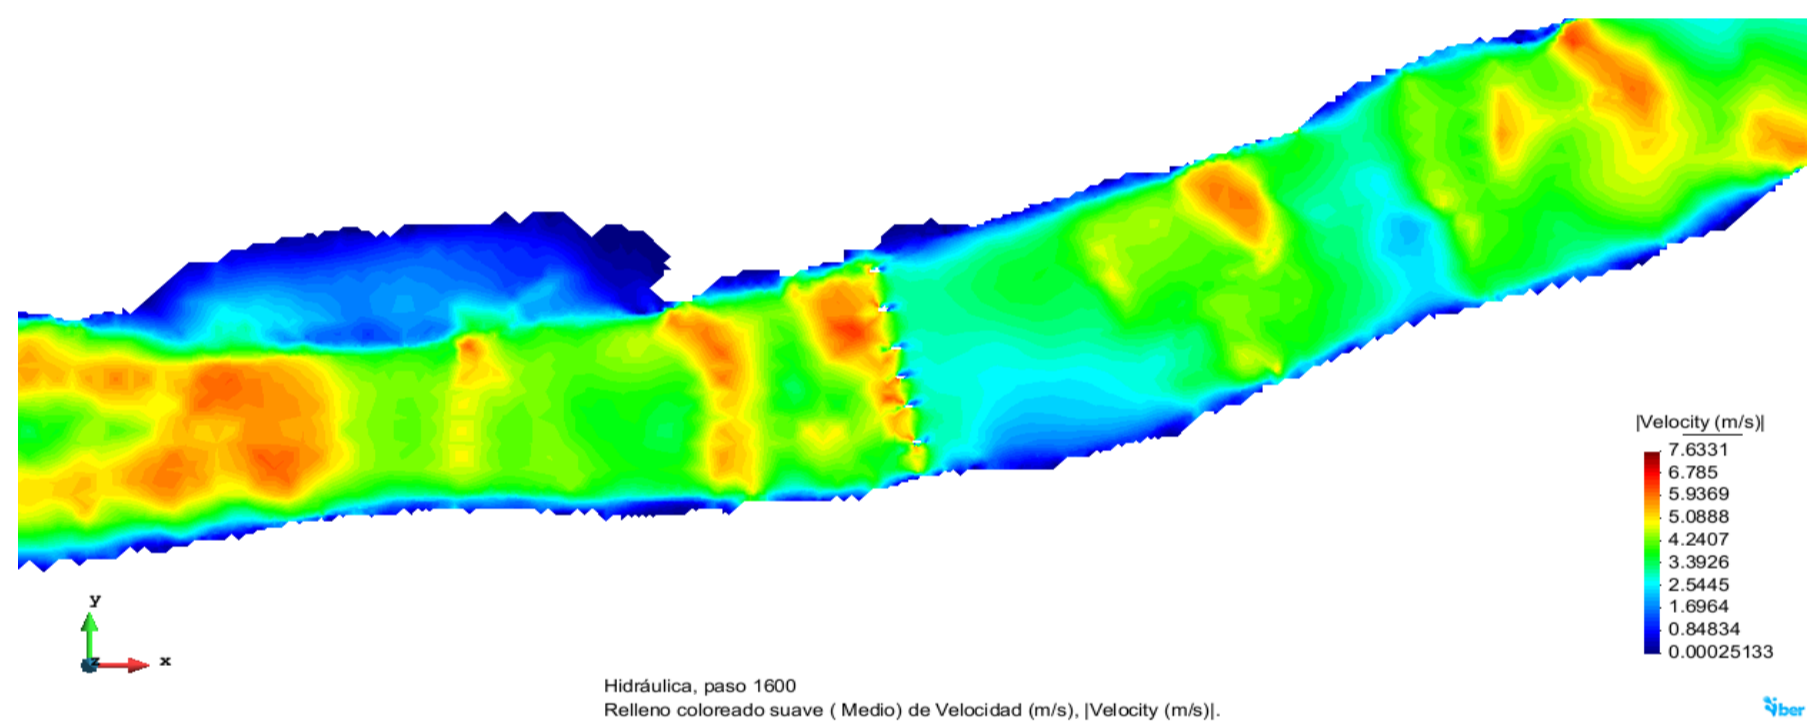 |Velocity (m/s)|
7.6331
6.785
5.9369
5.0888
4.2407
3.3926
2.5445
1.6964
0.84834
0.00025133
y
z
x
Hidráulica, paso 1600
Relleno coloreado suave ( Medio) de Velocidad (m/s), |Velocity (m/s)|.
iber